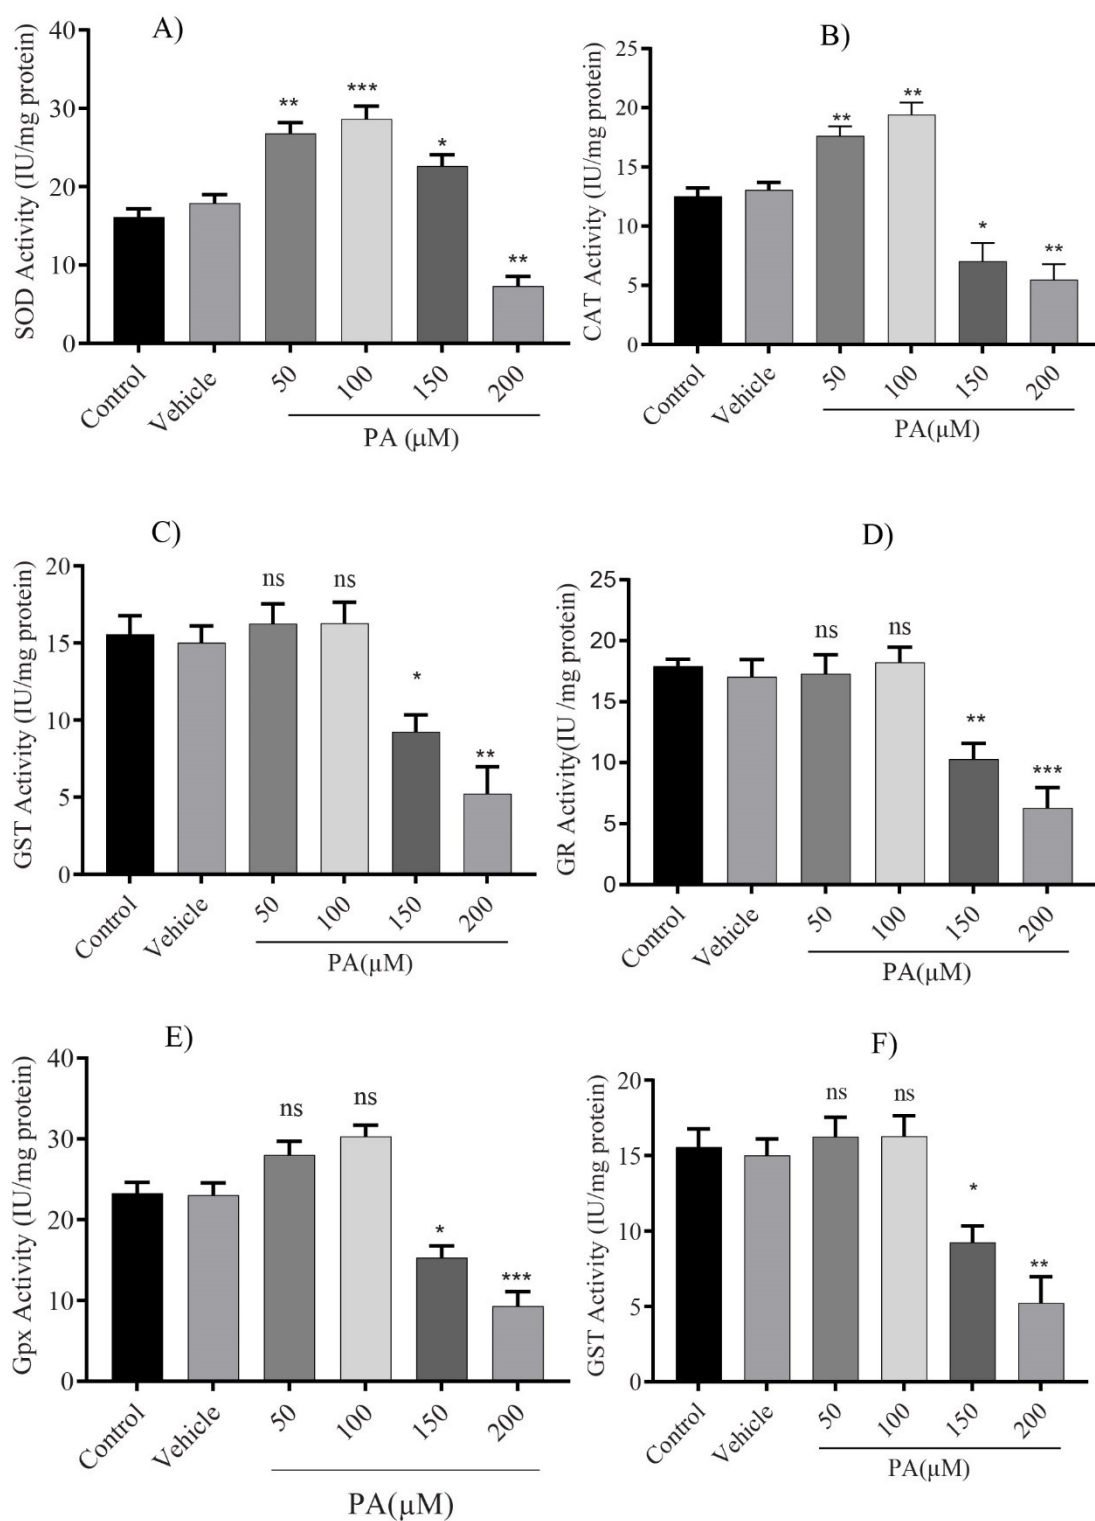 A)
SOD Activity (IU/mg protein)
40
30
20
10
0
**
***
*
**
Control
Vehicle
50
100
150
200
PA (µM)
B)
CAT Activity (IU/mg protein)
25
20
15
10
5
0
**
**
*
**
Control
Vehicle
50
100
150
200
PA(µM)
C)
GST Activity (IU/mg protein)
20
15
10
5
0
ns
ns
*
**
Control
Vehicle
50
100
150
200
PA(µM)
D)
GR Activity(IU /mg protein)
25
20
15
10
5
0
ns
ns
**
***
Control
Vehicle
50
100
150
200
PA(µM)
E)
Gpx Activity (IU/mg protein)
40
30
20
10
0
ns
ns
*
***
Control
Vehicle
50
100
150
200
PA(µM)
F)
GST Activity (IU/mg protein)
20
15
10
5
0
ns
ns
*
**
Control
Vehicle
50
100
150
200
PA(µM)